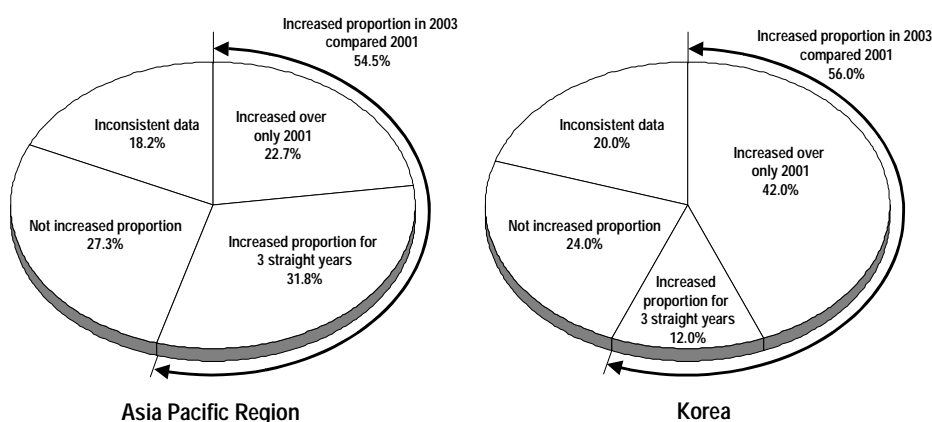 Increased proportion in 2003
compared 2001
54.5%
Inconsistent data
18.2%
Increased over
only 2001
22.7%
Not increased proportion
27.3%
Increased proportion for
3 straight years
31.8%
Asia Pacific Region
Increased proportion in 2003
compared 2001
56.0%
Inconsistent data
20.0%
Increased over
only 2001
42.0%
Not increased proportion
24.0%
Increased
proportion for
3 straight years
12.0%
Korea